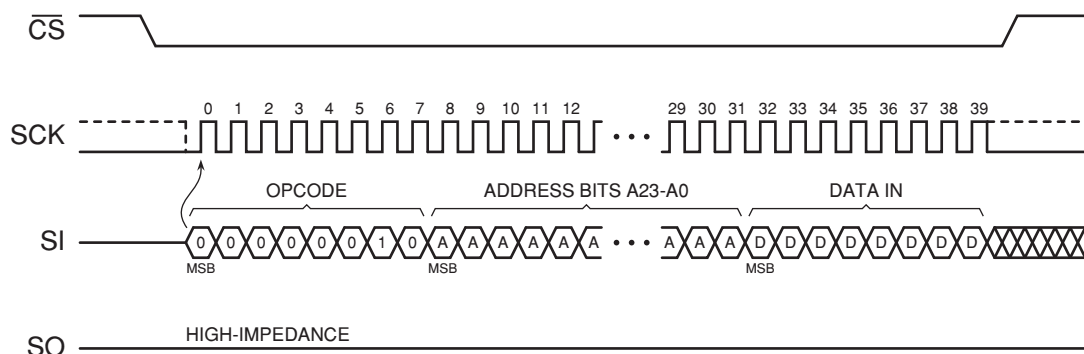 CS
0 1 2 3 4 5 6 7 8 9 10 11 12 29 30 31 32 33 34 35 36 37 38 39
SCK
OPCODE ADDRESS BITS A23-A0 DATA IN
SI 0 0 0 0 0 0 1 0 A A A A A A A A A D D D D D D D D
MSB MSB MSB
HIGH-IMPEDANCE
SO